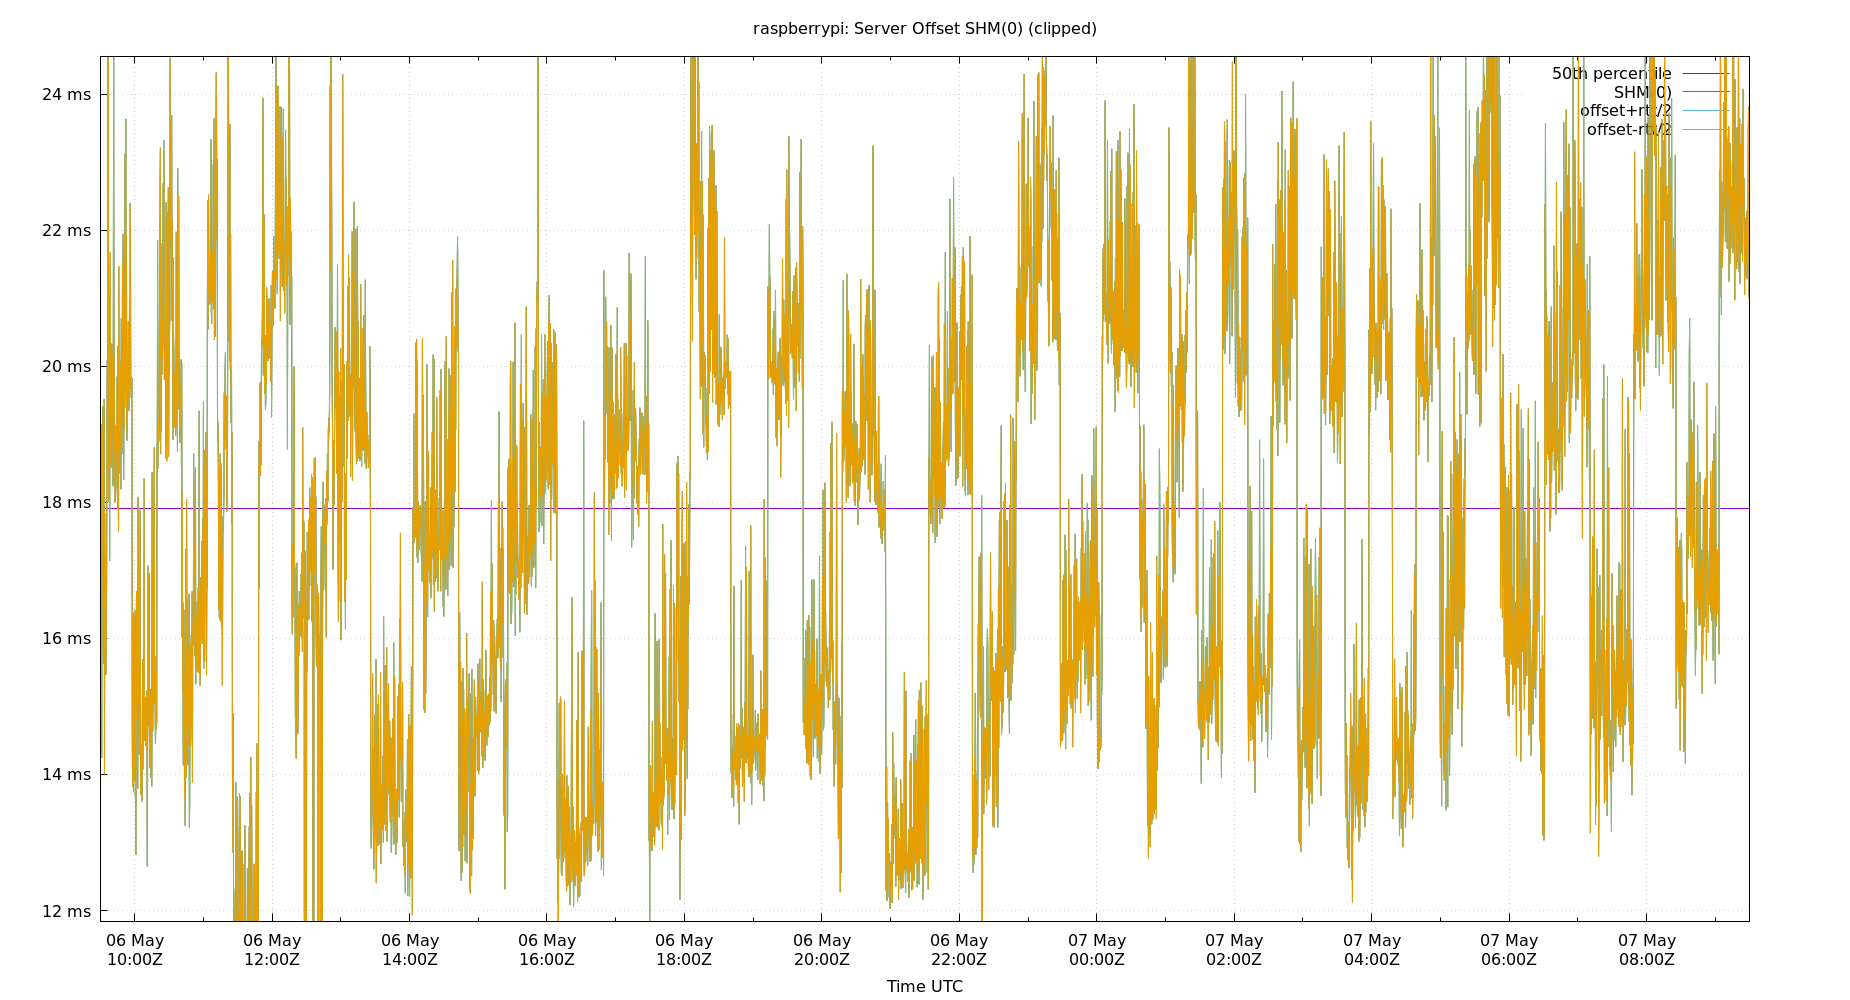 raspberrypi: Server Offset SHM(0) (clipped)
50th percentile
SHM(0)
offset+rtt/2
offset-rtt/2
24 ms
22 ms
20 ms
18 ms
16 ms
14 ms
12 ms
06 May 06 May 06 May 06 May 06 May 06 May 06 May 07 May 07 May 07 May 07 May 07 May
10:00Z 12:00Z 14:00Z 16:00Z 18:00Z 20:00Z 22:00Z 00:00Z 02:00Z 04:00Z 06:00Z 08:00Z
Time UTC